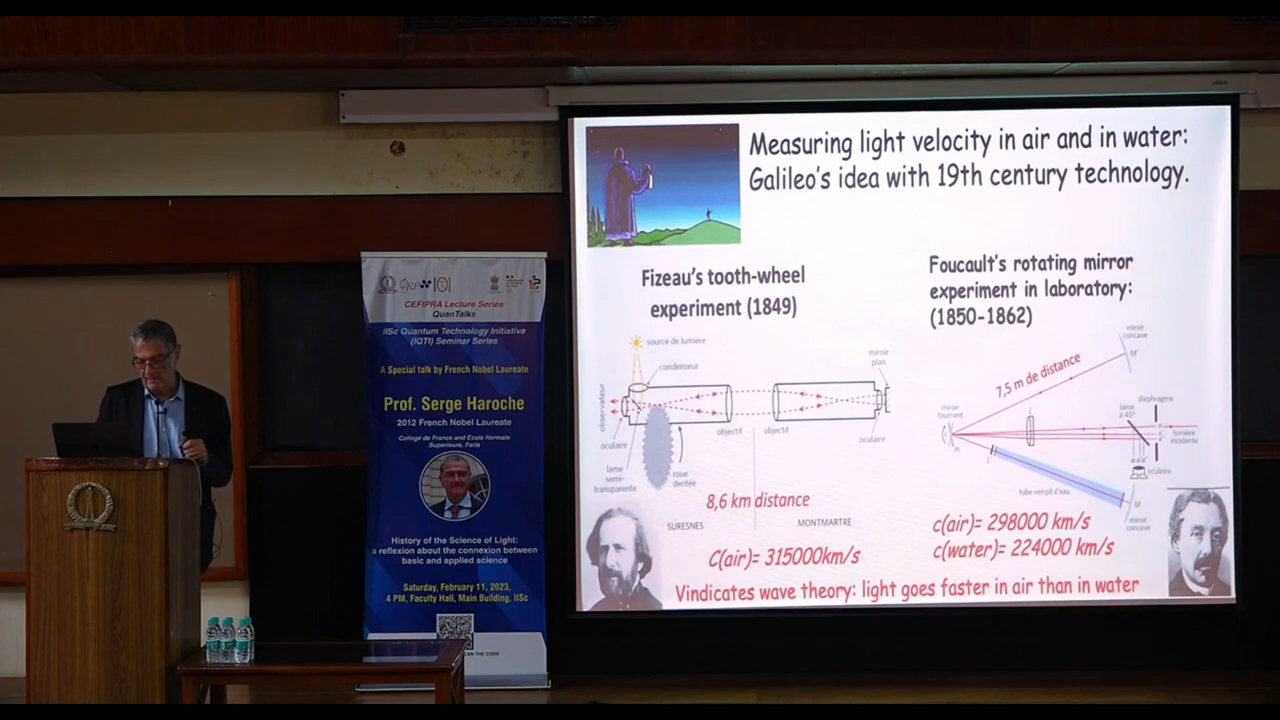 CEFIPRA Lecture Series
QuanTalks
IISc Quantum Technology Initiative
(IQTI) Seminar Series
A Special talk by French Nobel Laureate
Prof. Serge Haroche
2012 French Nobel Laureate
College de France and Ecole Normale
Superieure, Paris
History of the Science of Light:
a reflexion about the connexion between
basic and applied science
Saturday, February 11, 2023,
4 PM, Faculty Hall, Main Building, IISc
CAN THE CODE
Measuring light velocity in air and in water:
Galileo's idea with 19th century technology.
Fizeau's tooth-wheel
experiment (1849)
source de lumière
condenseur
observateur
oculaire
lame
semi-
transparente
roue
dentée
objectif
objectif
miroir
plan
oculaire
8,6 km distance
SURESNES
MONTMARTRE
C(air)= 315000km/s
Foucault's rotating mirror
experiment in laboratory:
(1850-1862)
miroir
concave
M'
7,5 m de distance
miroir
tournant
m
L
L'
diaphragme
lame
à 45°
lumière
incidente
oculaire
tube rempli d'eau
M
miroir
concave
c(air)= 298000 km/s
c(water)= 224000 km/s
Vindicates wave theory: light goes faster in air than in water